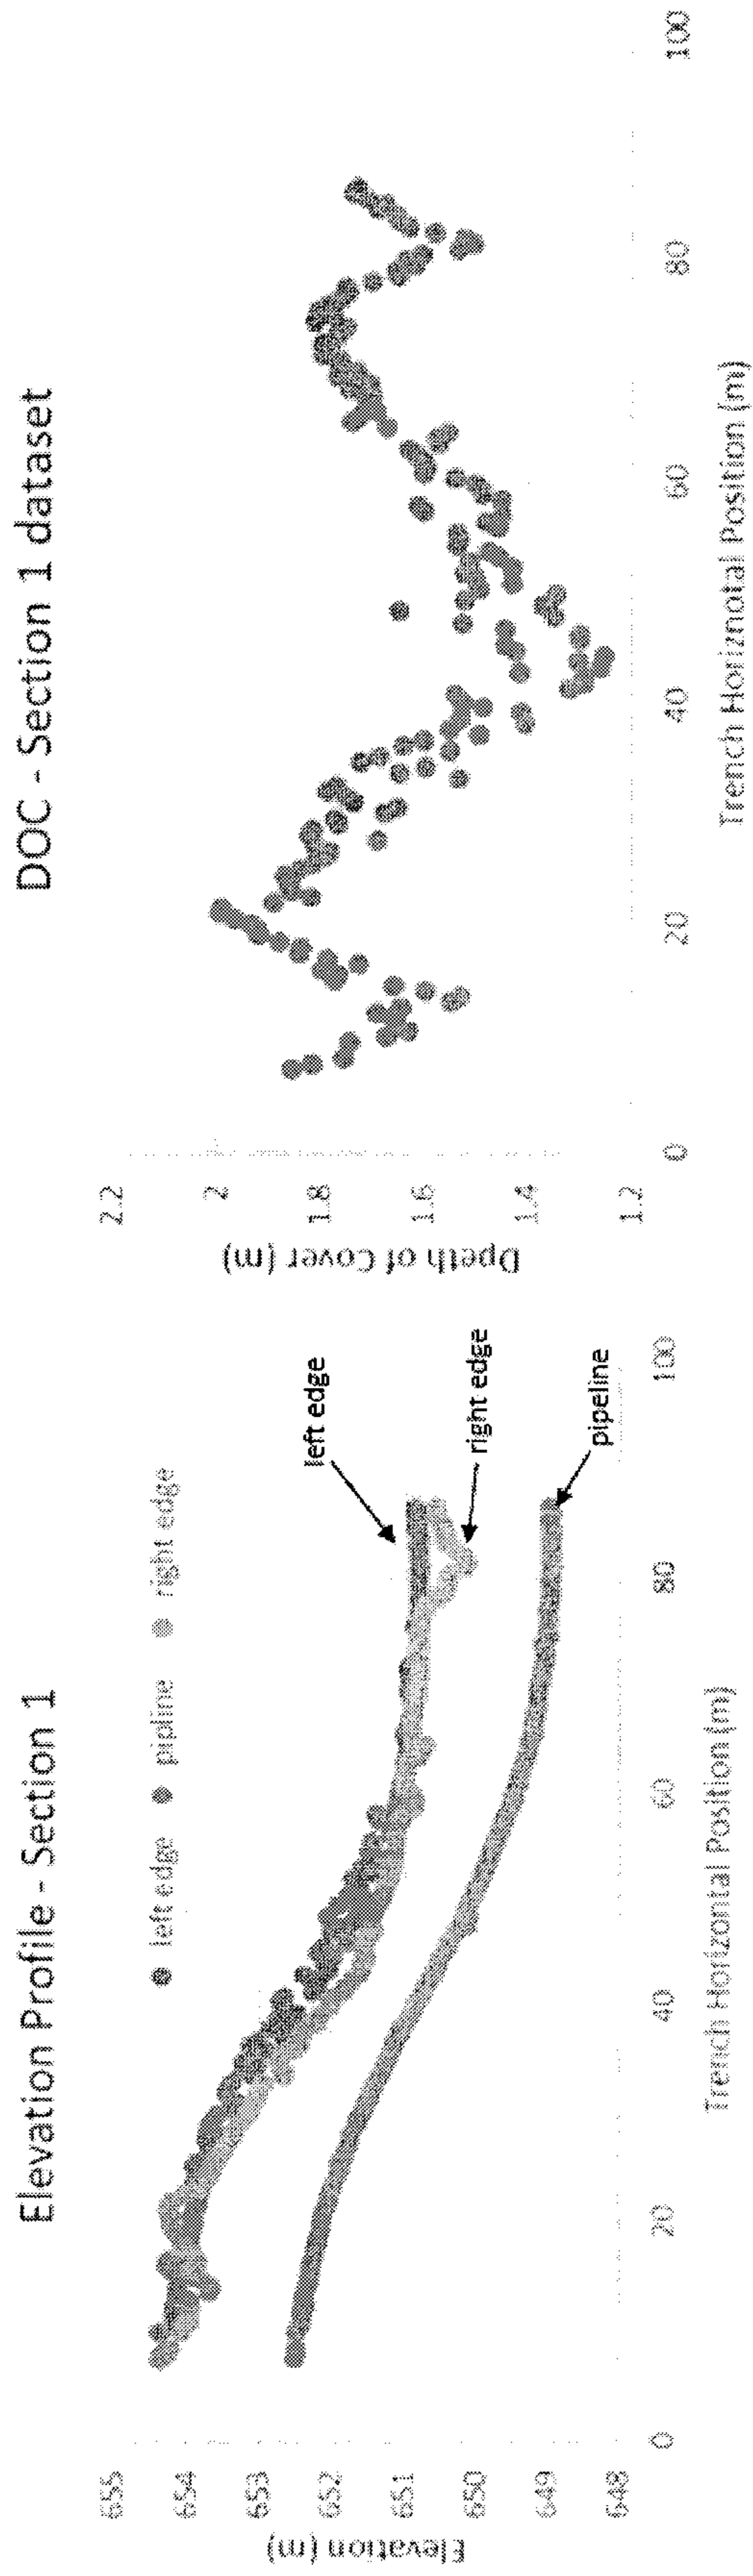 Elevation Profile - Section 1
left edge
pipline
right edge
655
654
653
652
651
650
649
648
Elevation (m)
0
20
40
60
80
100
Trench Horizontal Position (m)
left edge
right edge
pipeline
DOC - Section 1 dataset
2.2
2
1.8
1.6
1.4
1.2
Dpeth of Cover (m)
0
20
40
60
80
100
Trench Horiznotal Position (m)